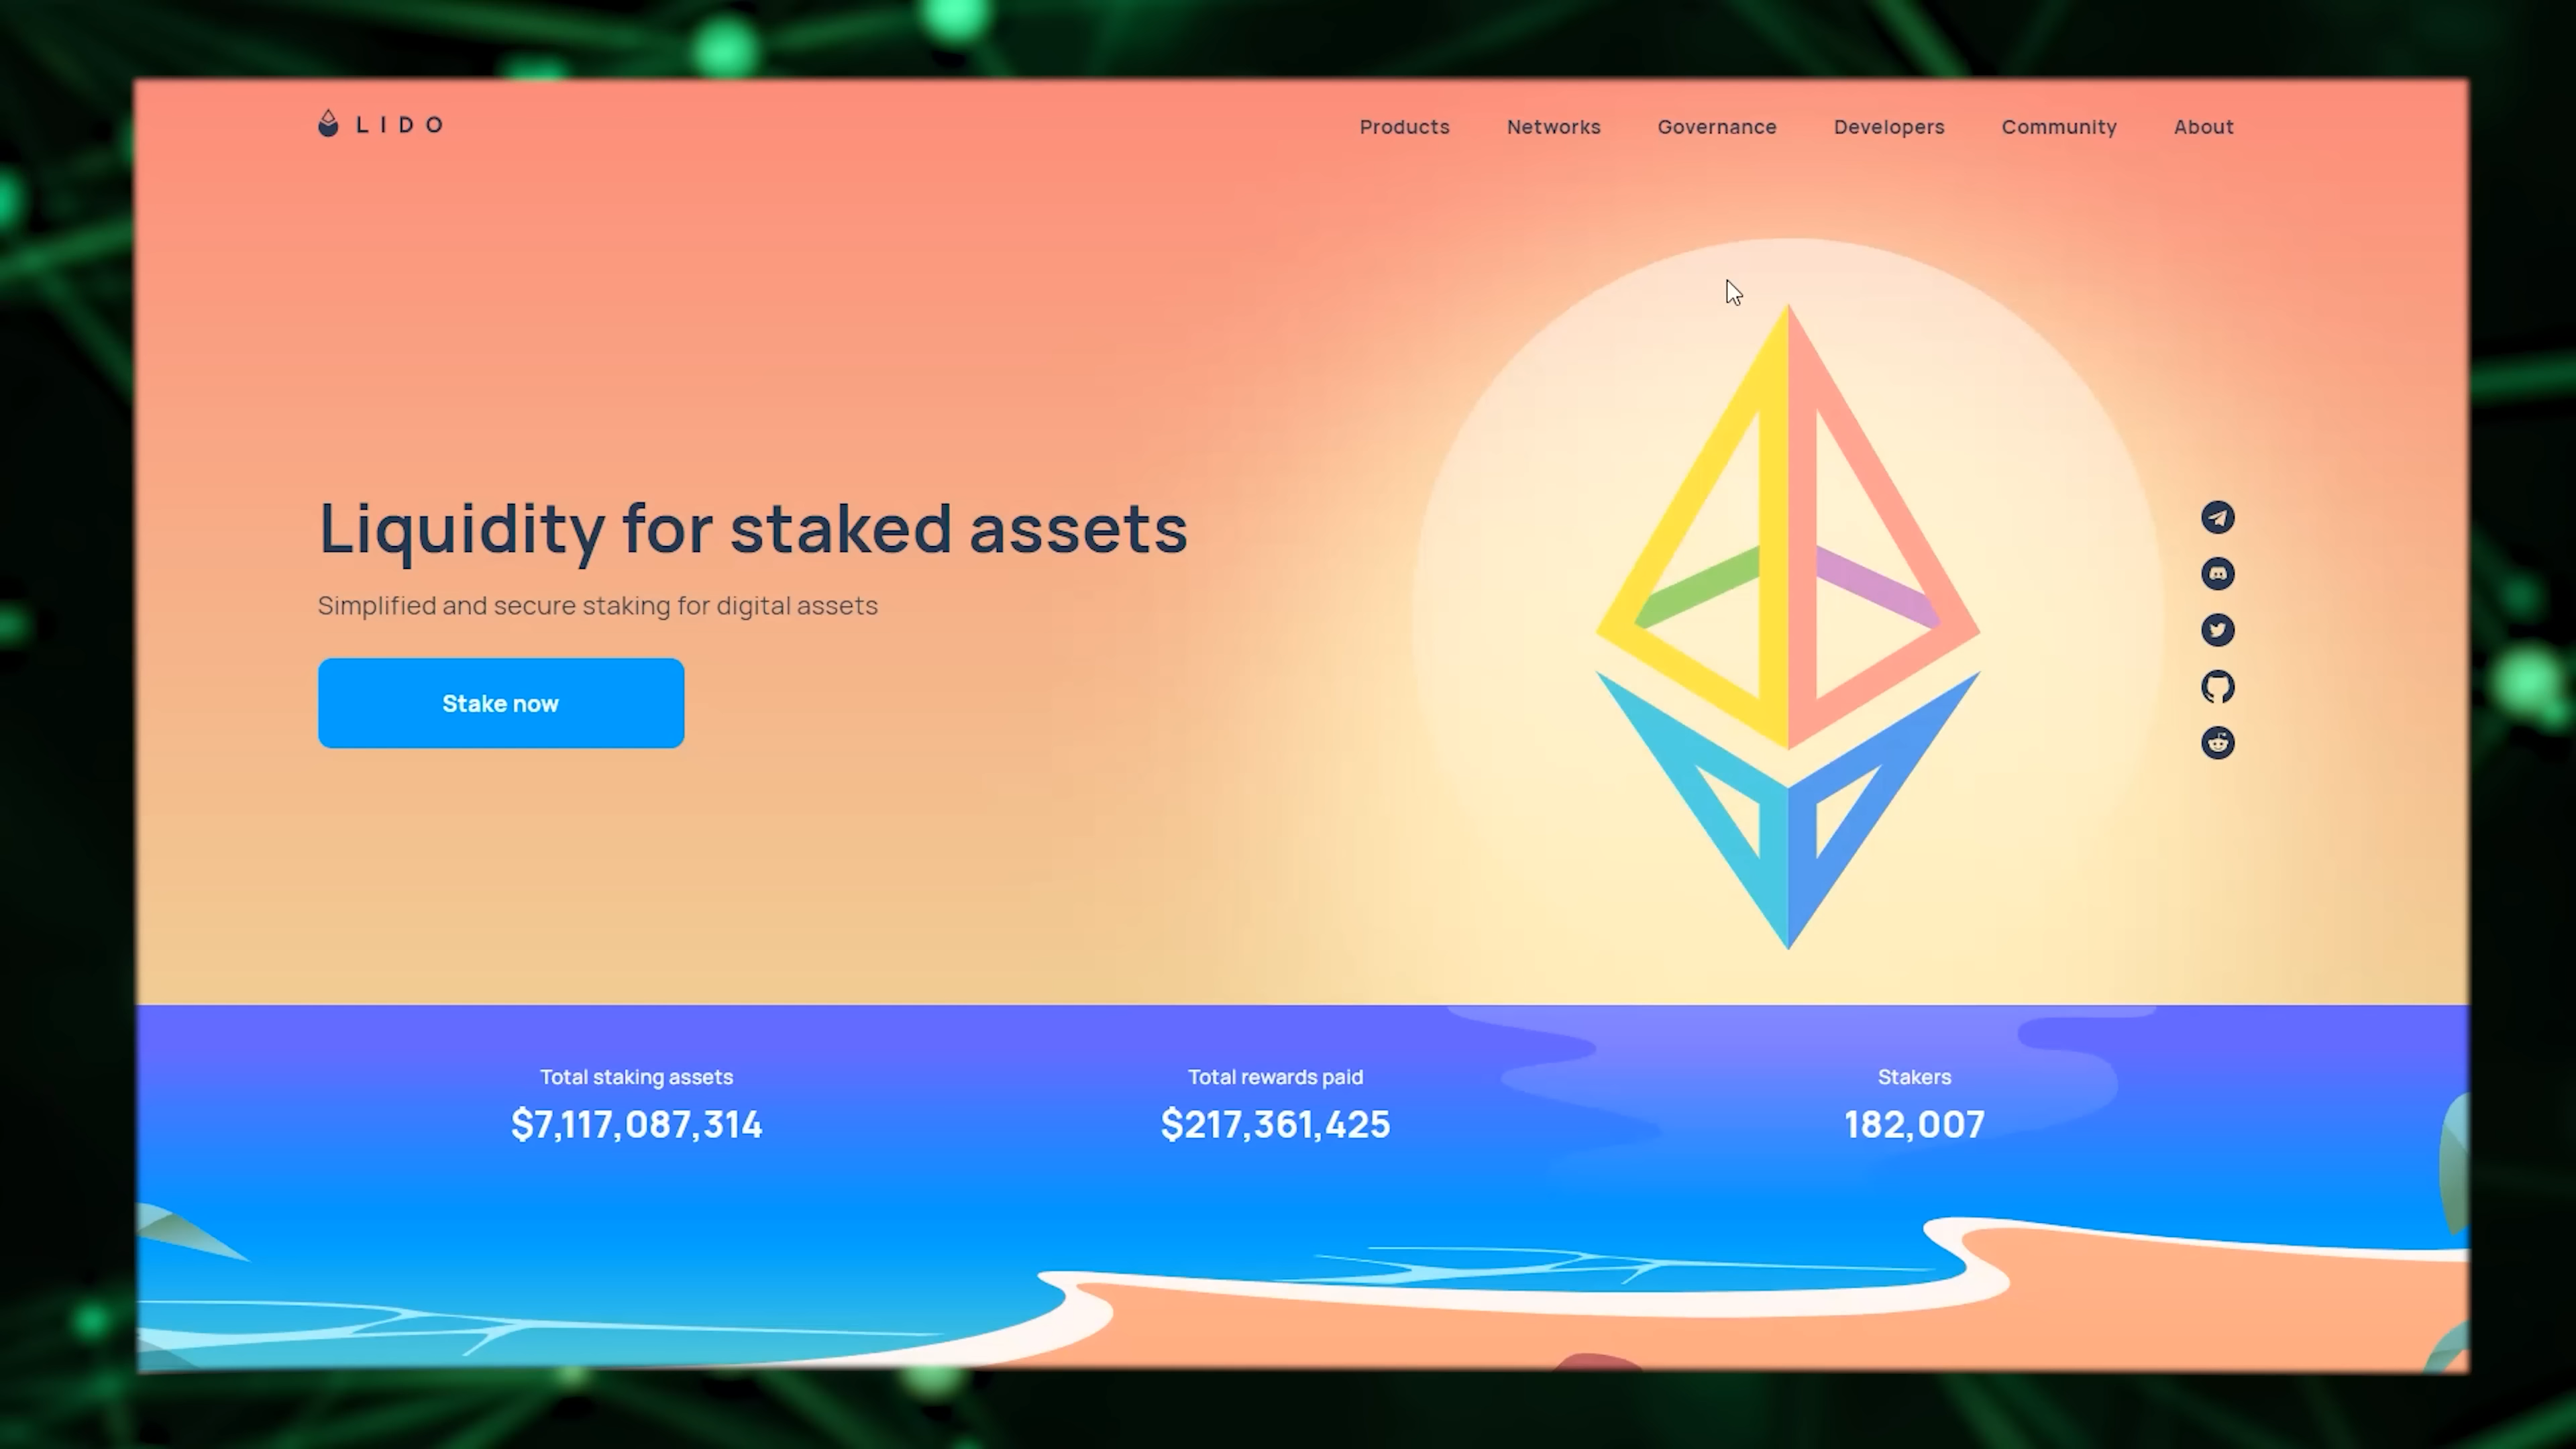 LIDO
Products Networks Governance Developers Community About
Liquidity for staked assets
Simplified and secure staking for digital assets
Stake now
Total staking assets Total rewards paid Stakers
$7,117,087,314 $217,361,425 182,007